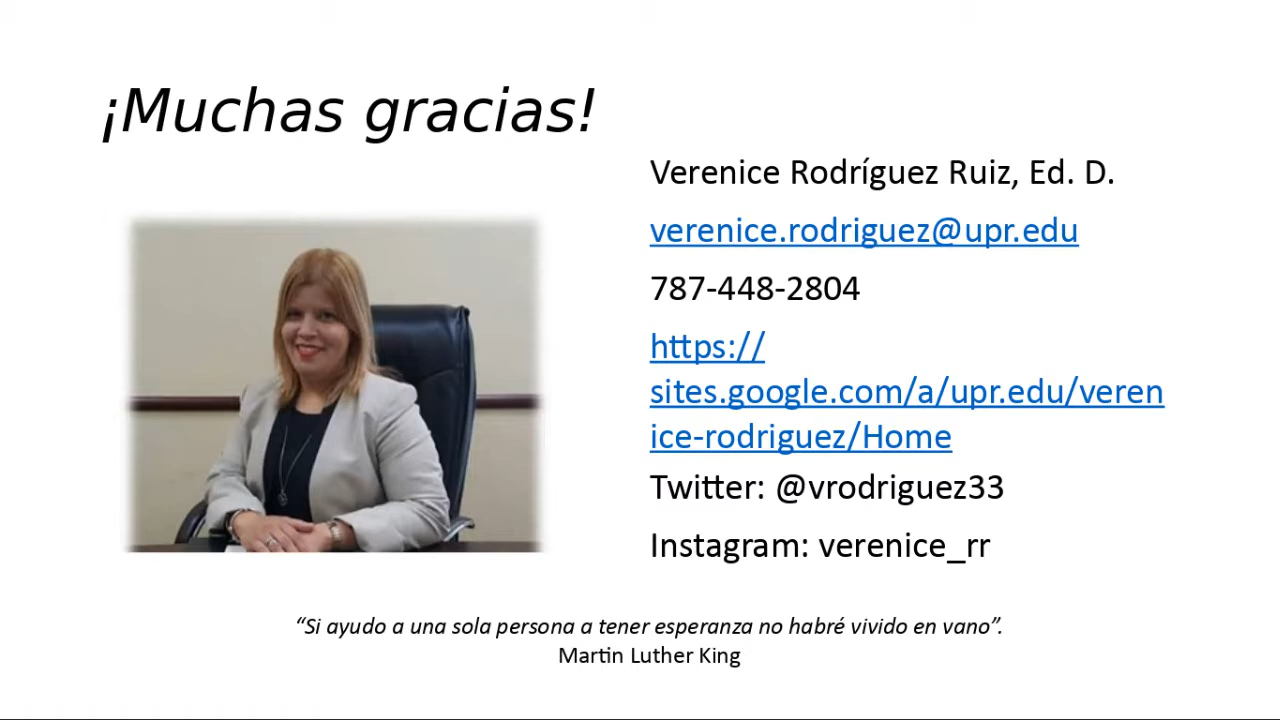 ¡Muchas gracias!
Verenice Rodríguez Ruiz, Ed. D.
verenice.rodriguez@upr.edu
787-448-2804
https://
sites.google.com/a/upr.edu/veren
ice-rodriguez/Home
Twitter: @vrodriguez33
Instagram: verenice_rr
“Si ayudo a una sola persona a tener esperanza no habré vivido en vano”.
Martin Luther King